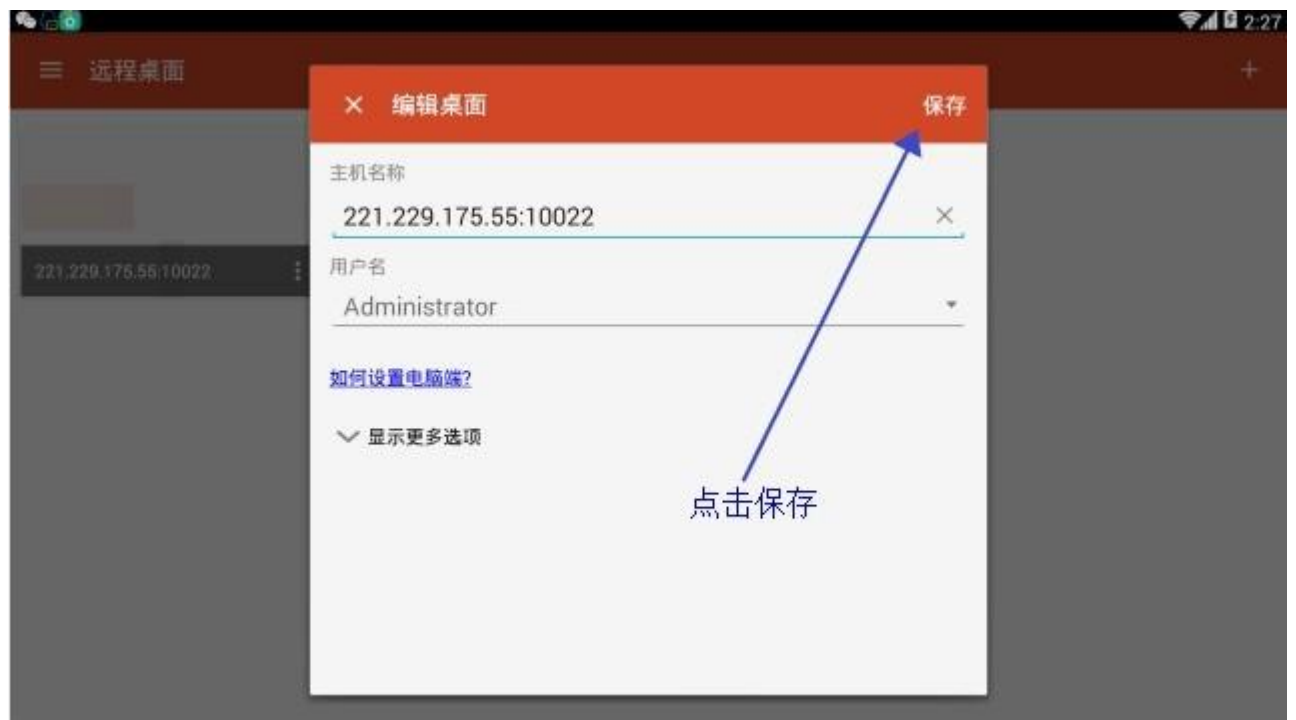 2:27
远程桌面
+
编辑桌面
保存
主机名称
221.229.175.55:10022
221.229.175.55:10022
用户名
Administrator
如何设置电脑端?
显示更多选项
点击保存